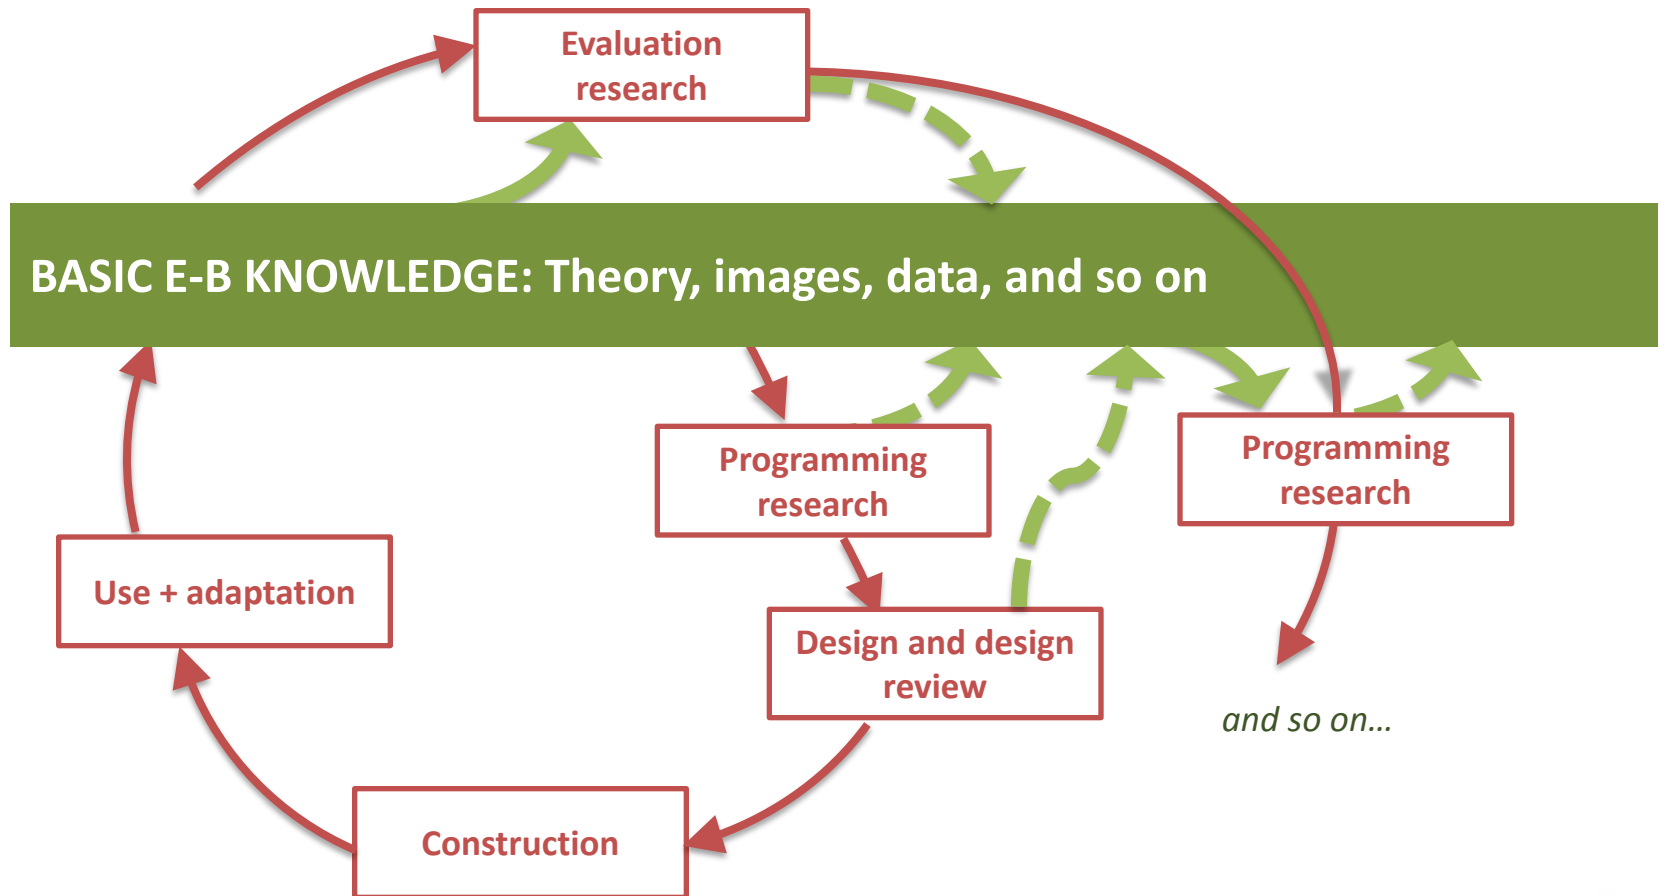 Evaluation
research
BASIC E-B KNOWLEDGE: Theory, images, data, and so on
Programming
research
Programming
research
Use + adaptation
Design and design
review
and so on...
Construction